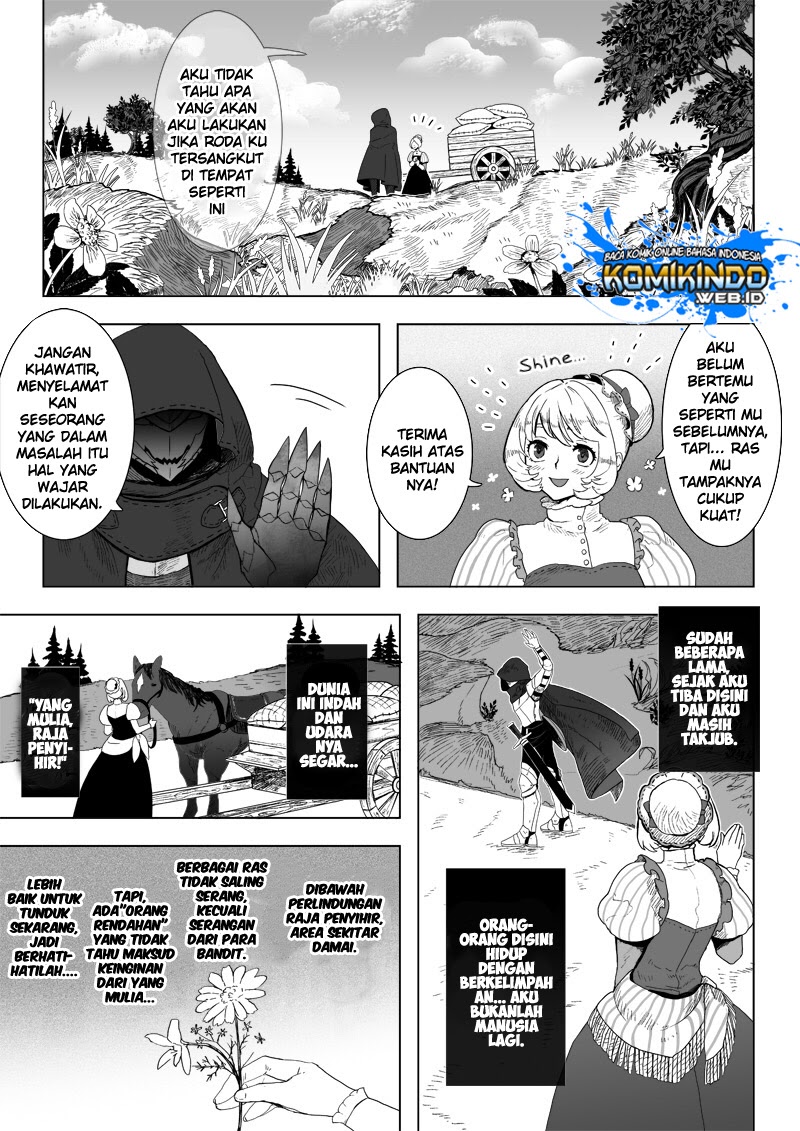 AKU TIDAK
TAHU APA
YANG AKAN
AKU LAKUKAN
JIKA RODA KU
TERSANGKUT
DI TEMPAT
SEPERTI
INI
BACA KOMIK ONLINE BAHASA INDONESIA
KOMIKINDO
WEB.ID
AKU
BELUM
BERTEMU
YANG
SEPERTI MU
SEBELUMNYA,
TAPI... RAS
MU
TAMPAKNYA
CUKUP
KUAT!
Shine...
TERIMA
KASIH ATAS
BANTUAN
NYA!
JANGAN
KHAWATIR,
MENYELAMAT
KAN
SESEORANG
YANG DALAM
MASALAH ITU
HAL YANG
WAJAR
DILAKUKAN.
SUDAH
BEBERAPA
LAMA,
SEJAK AKU
TIBA DISINI
DAN AKU
MASIH
TAKJUB.
ORANG-
ORANG DISINI
HIDUP
DENGAN
BERKELIMPAH
AN... AKU
BUKANLAH
MANUSIA
LAGI.
DUNIA
INI INDAH
DAN
UDARA
NYA
SEGAR...
"YANG
MULIA,
RAJA
PENYI-
HIR!"
DIBAWAH
PERLINDUNGAN
RAJA PENYIHIR,
AREA SEKITAR
DAMAI.
BERBAGAI RAS
TIDAK SALING
SERANG,
KECUALI
SERANGAN
DARI PARA
BANDIT.
TAPI,
ADA "ORANG
RENDAHAN"
YANG TIDAK
TAHU MAKSUD
KEINGINAN
DARI YANG
MULIA...
LEBIH
BAIK UNTUK
TUNDUK
SEKARANG,
JADI
BERHATI-
HATILAH....